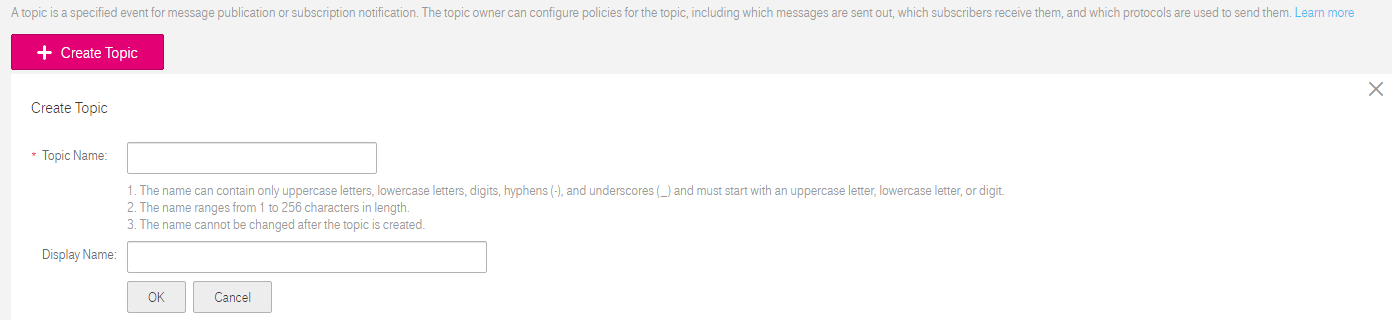 A topic is a specified event for message publication or subscription notification. The topic owner can configure policies for the topic, including which messages are sent out, which subscribers receive them, and which protocols are used to send them. Learn more
+ Create Topic
Create Topic
* Topic Name:
1. The name can contain only uppercase letters, lowercase letters, digits, hyphens (-), and underscores (_) and must start with an uppercase letter, lowercase letter, or digit.
2. The name ranges from 1 to 256 characters in length.
3. The name cannot be changed after the topic is created.
Display Name:
OK Cancel